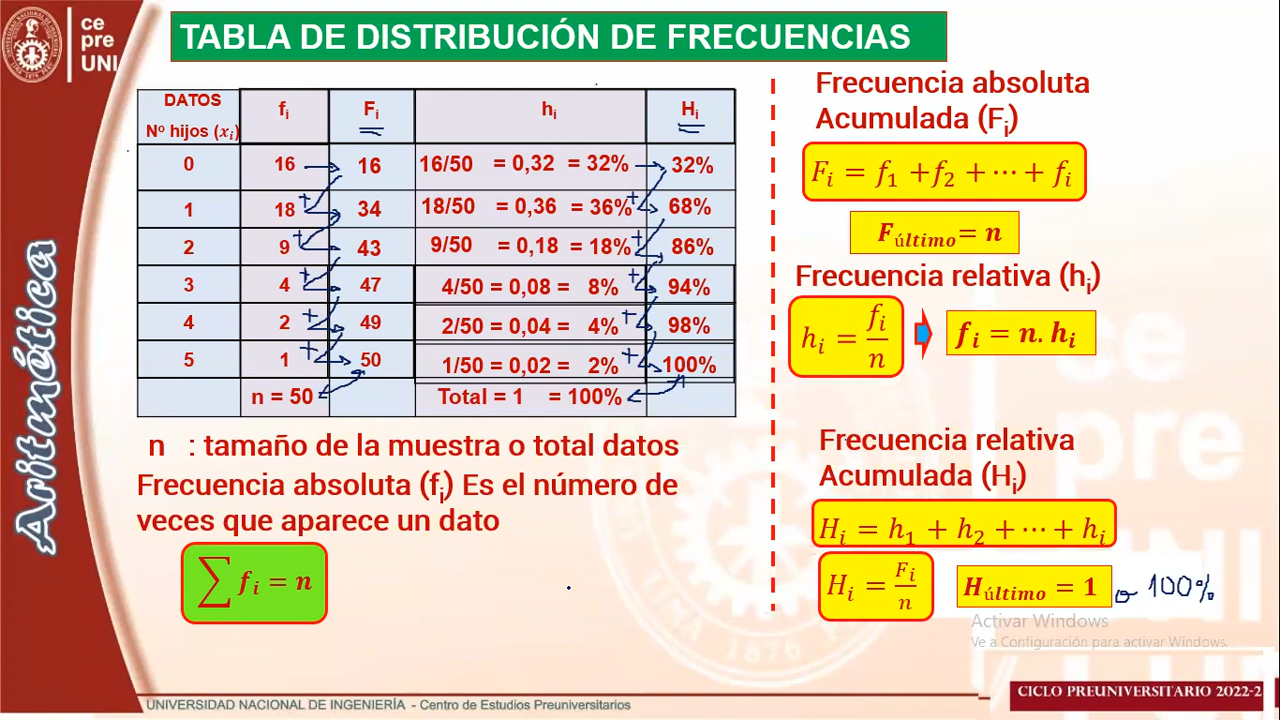 ce
pre
UNI
TABLA DE DISTRIBUCIÓN DE FRECUENCIAS
DATOS
Nº hijos (xᵢ) fᵢ Fᵢ hᵢ Hᵢ
0 16 16 16/50 = 0,32 = 32% 32%
1 18 34 18/50 = 0,36 = 36% 68%
2 9 43 9/50 = 0,18 = 18% 86%
3 4 47 4/50 = 0,08 = 8% 94%
4 2 49 2/50 = 0,04 = 4% 98%
5 1 50 1/50 = 0,02 = 2% 100%
n = 50 Total = 1 = 100%
n : tamaño de la muestra o total datos
Frecuencia absoluta (fᵢ) Es el número de
veces que aparece un dato
∑ fᵢ = n
Frecuencia absoluta
Acumulada (Fᵢ)
Fᵢ = f₁ +f₂ + ⋯ + fᵢ
Fúltimo= n
Frecuencia relativa (hᵢ)
hᵢ = fᵢ/n fᵢ = n. hᵢ
Frecuencia relativa
Acumulada (Hᵢ)
Hᵢ = h₁ + h₂ + ⋯ + hᵢ
Hᵢ = Fᵢ/n Húltimo = 1 o 100%
Activar Windows
Ve a Configuración para activar Windows.
Aritmética
ce
pre
UNI
UNIVERSIDAD NACIONAL DE INGENIERÍA - Centro de Estudios Preuniversitarios
CICLO PREUNIVERSITARIO 2022-2